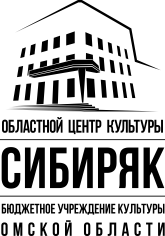 ОБЛАСТНОЙ ЦЕНТР КУЛЬТУРЫ
СИБИРЯК
БЮДЖЕТНОЕ УЧРЕЖДЕНИЕ КУЛЬТУРЫ
ОМСКОЙ ОБЛАСТИ